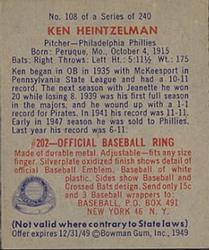 No. 108 of a Series of 240
KEN HEINTZELMAN
Pitcher—Philadelphia Phillies
Born: Peruque, Mo., October 4, 1915
Bats: Right Throws: Left Ht.: 5:11½ Wt.: 175
Ken began in OB in 1935 with McKeesport in
Pennsylvania State League and had a 10-11
record. The next season with Jeanette he won
20 while losing 8. 1939 was his first full season
in the majors, and he wound up with a 1-1
record for Pirates. In 1941 his record was 11-
11. Early in 1947 he was sold to Phillies.
Last year his record was 6-11.
#202—OFFICIAL BASEBALL RING
Made of durable metal. Adjustable—fits any size
finger. Silverplate oxidized finish shows detail of
official Baseball Emblem. Baseball of white
plastic. Sides show Baseball and
Crossed Bats design. Send only 15c
and 3 Baseball wrappers to
BASEBALL, P.O. BOX 491
NEW YORK 46 N. Y.
(Not valid where contrary to State laws)
Offer expires 12/31/49 ©Bowman Gum, Inc., 1949